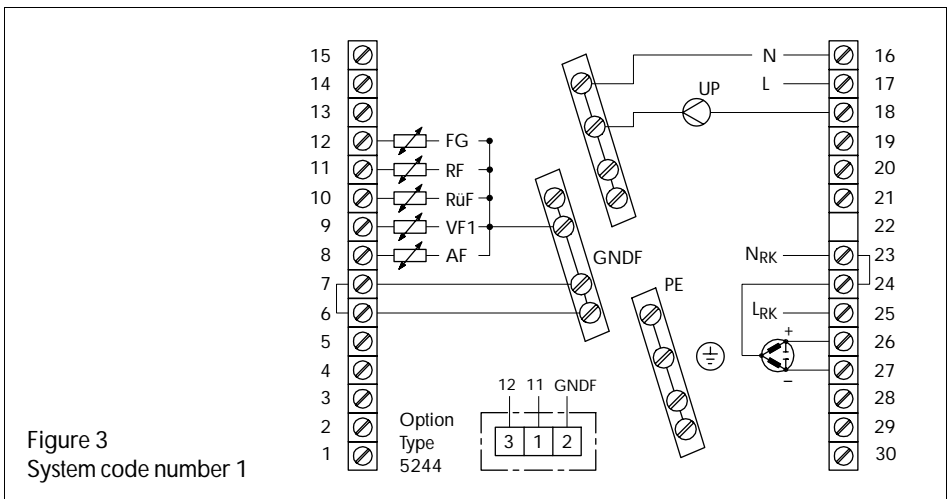 15
14
13
12 FG
11 RF
10 RüF
9 VF1
8 AF
7
6
5
4
3
2
1
GNDF
PE
UP
N 16
L 17
18
19
20
21
22
NRK 23
24
LRK 25
+ 26
− 27
28
29
30
Option
Type
5244
12 11 GNDF
3 1 2
Figure 3
System code number 1